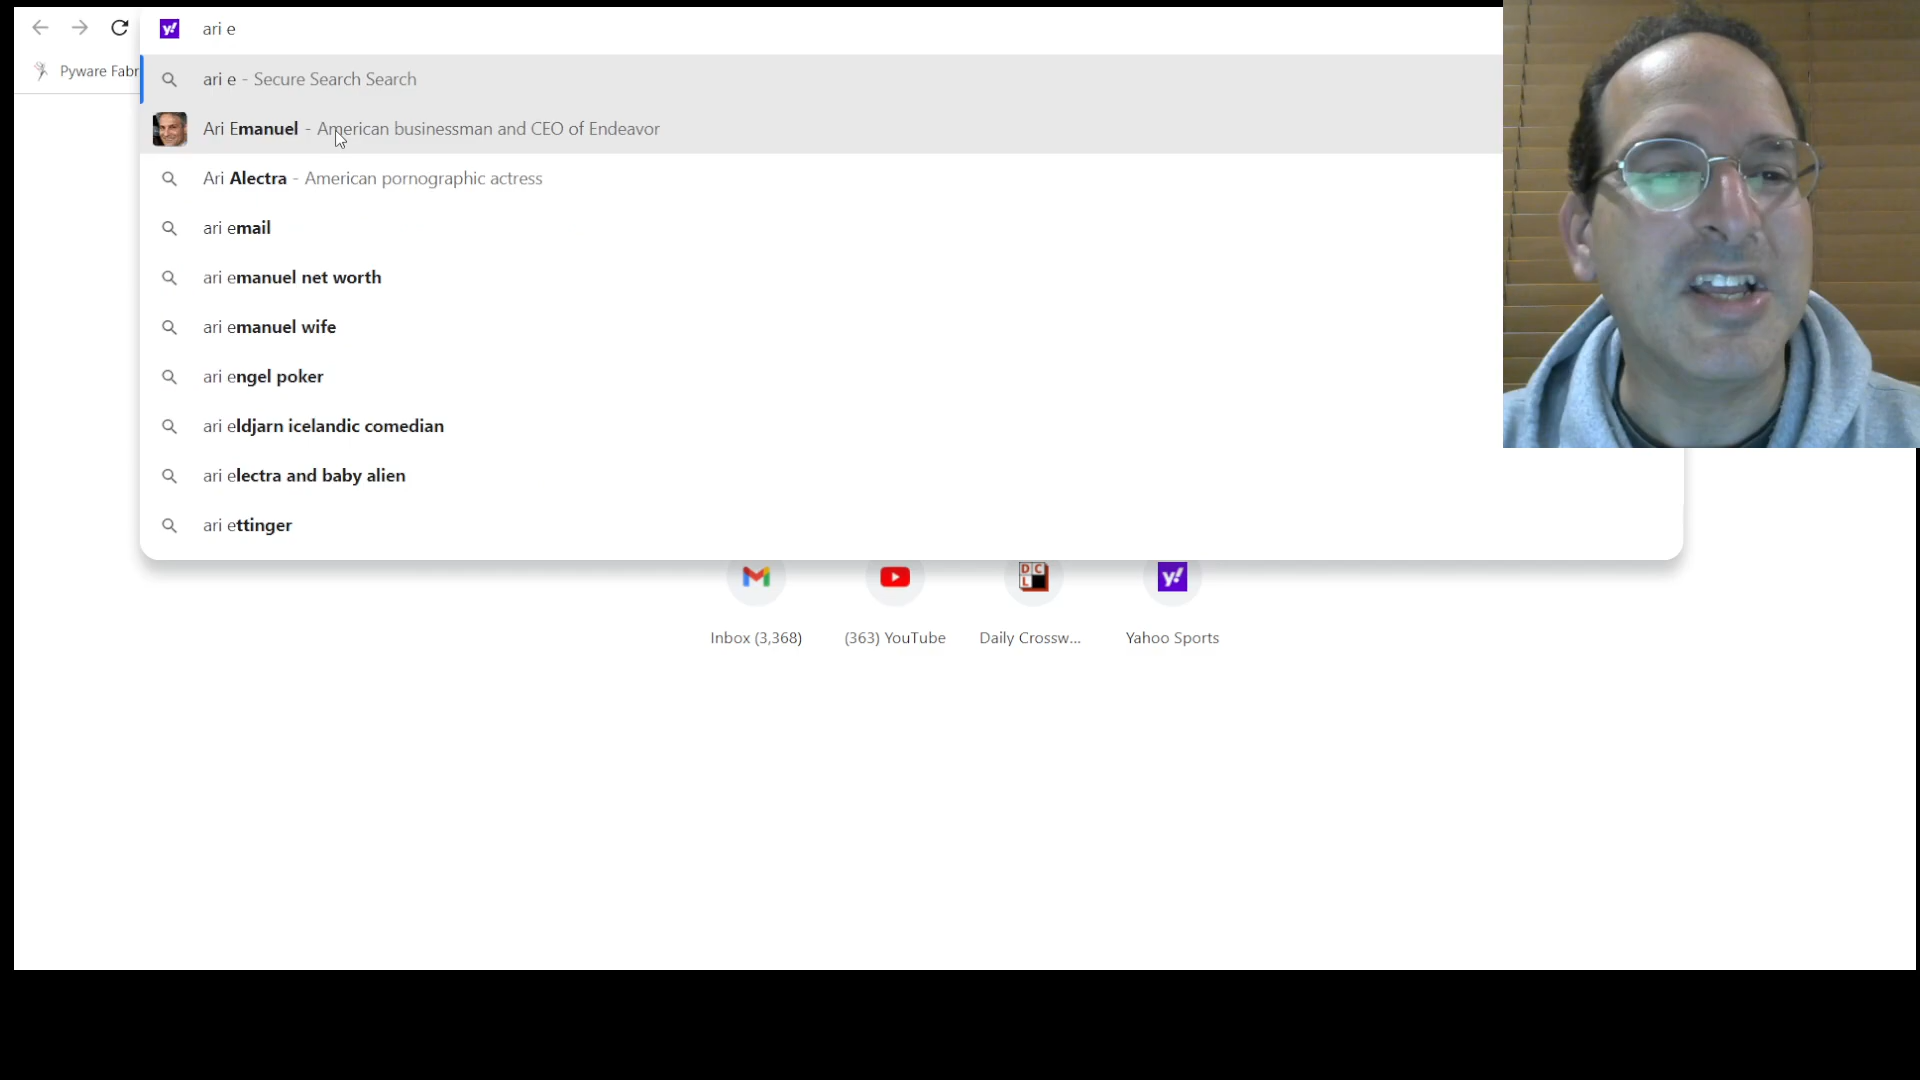 ari e
Pyware Fabr
ari e - Secure Search Search
Ari Emanuel - American businessman and CEO of Endeavor
Ari Alectra - American pornographic actress
ari email
ari emanuel net worth
ari emanuel wife
ari engel poker
ari eldjarn icelandic comedian
ari electra and baby alien
ari ettinger
DC
L
y!
Inbox (3,368)
(363) YouTube
Daily Crossw...
Yahoo Sports